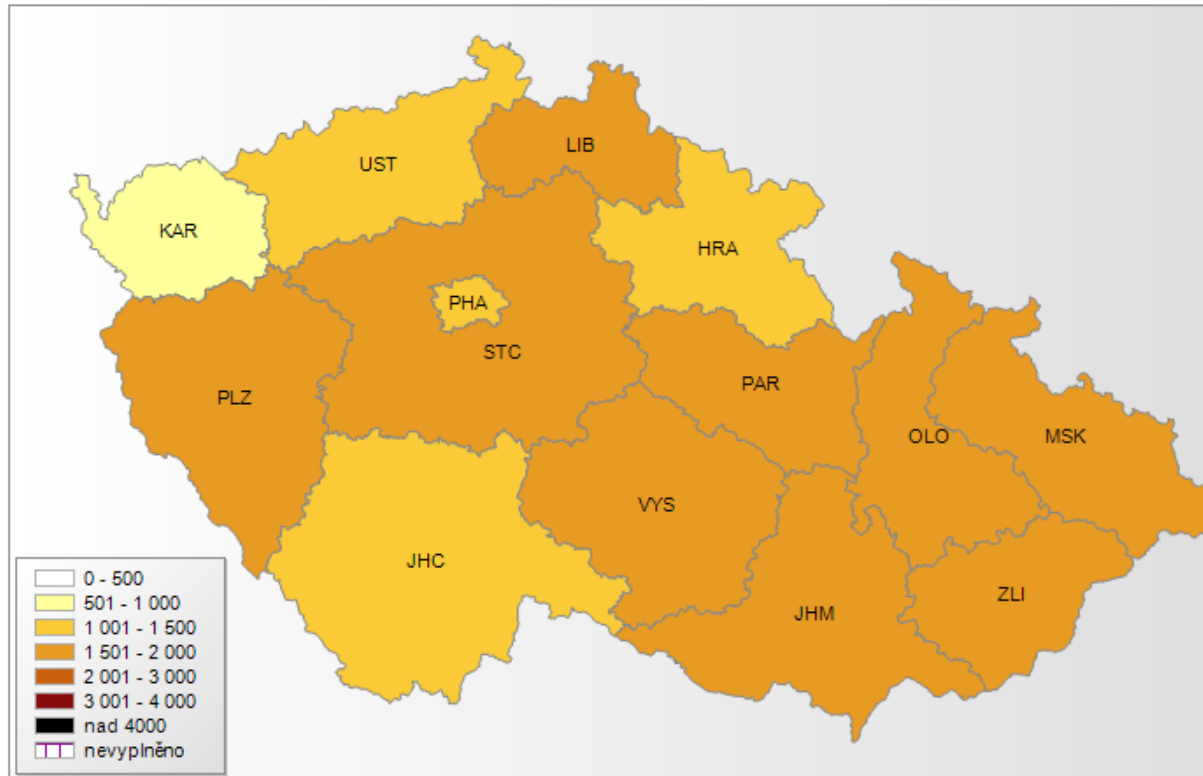 LIB
UST
KAR
HRA
PHA
STC
PAR
PLZ
OLO
MSK
VYS
JHC
ZLI
JHM
0 - 500
501 - 1 000
1 001 - 1 500
1 501 - 2 000
2 001 - 3 000
3 001 - 4 000
nad 4000
nevyplněno